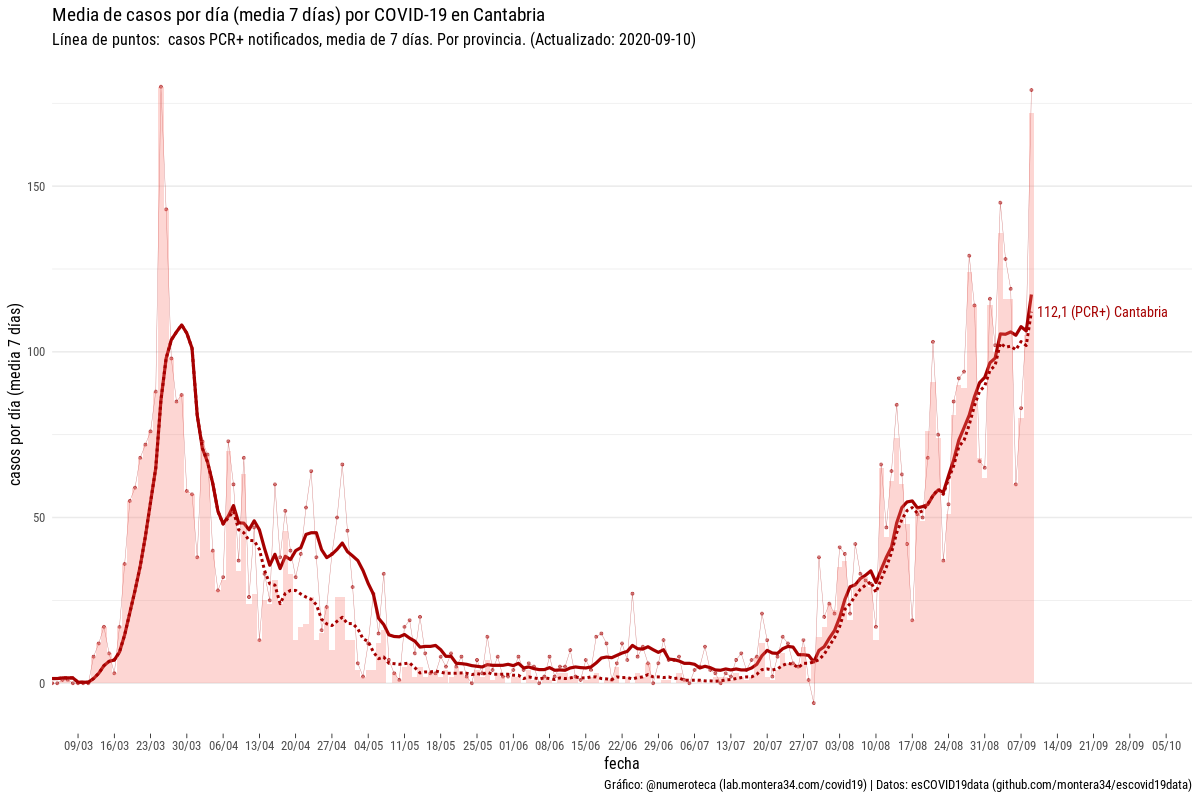 Media de casos por día (media 7 días) por COVID-19 en Cantabria
Línea de puntos:  casos PCR+ notificados, media de 7 días. Por provincia. (Actualizado: 2020-09-10)
casos por día (media 7 días)
150
100
50
0
112,1 (PCR+) Cantabria
09/03 16/03 23/03 30/03 06/04 13/04 20/04 27/04 04/05 11/05 18/05 25/05 01/06 08/06 15/06 22/06 29/06 06/07 13/07 20/07 27/07 03/08 10/08 17/08 24/08 31/08 07/09 14/09 21/09 28/09 05/10
fecha
Gráfico: @numeroteca (lab.montera34.com/covid19) | Datos: esCOVID19data (github.com/montera34/escovid19data)